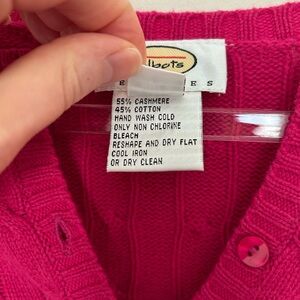 55% CASHMERE
45% COTTON
HAND WASH COLD
ONLY NON CHLORINE
BLEACH
RESHAPE AND DRY FLAT
COOL IRON
OR DRY CLEAN